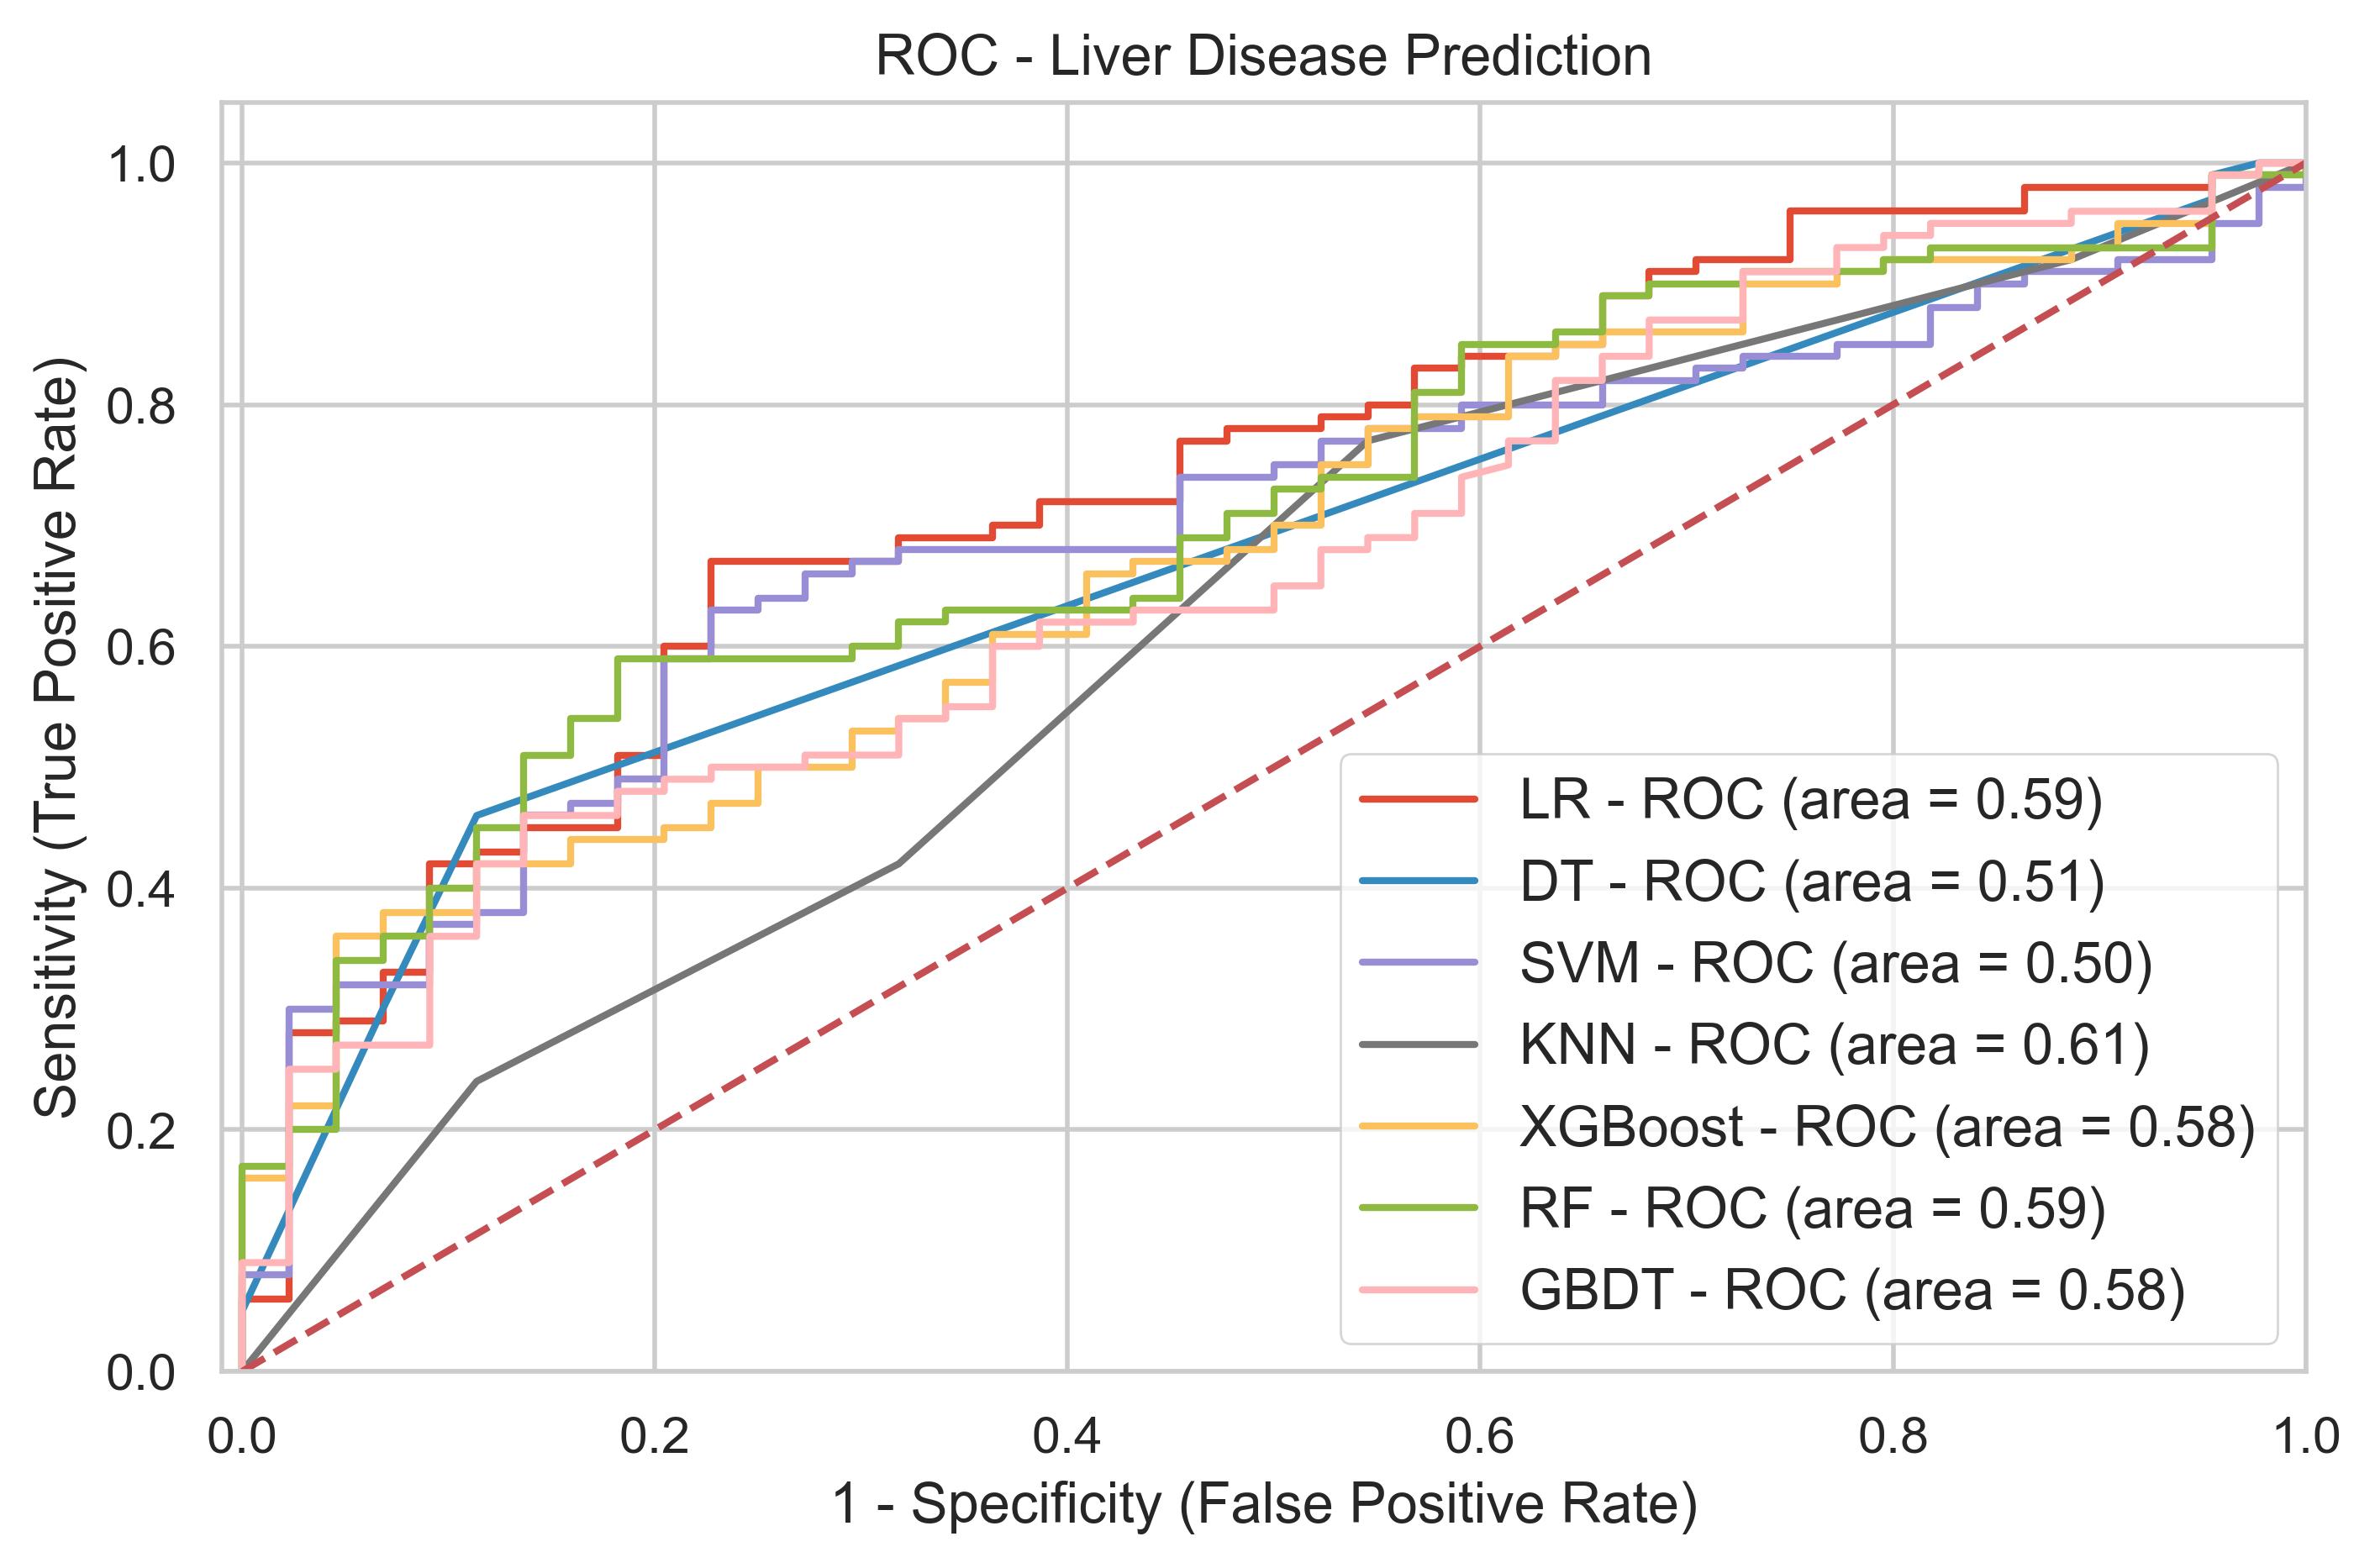 ROC - Liver Disease Prediction
Sensitivity (True Positive Rate)
1.0
0.8
0.6
0.4
0.2
0.0
LR - ROC (area = 0.59)
DT - ROC (area = 0.51)
SVM - ROC (area = 0.50)
KNN - ROC (area = 0.61)
XGBoost - ROC (area = 0.58)
RF - ROC (area = 0.59)
GBDT - ROC (area = 0.58)
0.0 0.2 0.4 0.6 0.8 1.0
1 - Specificity (False Positive Rate)